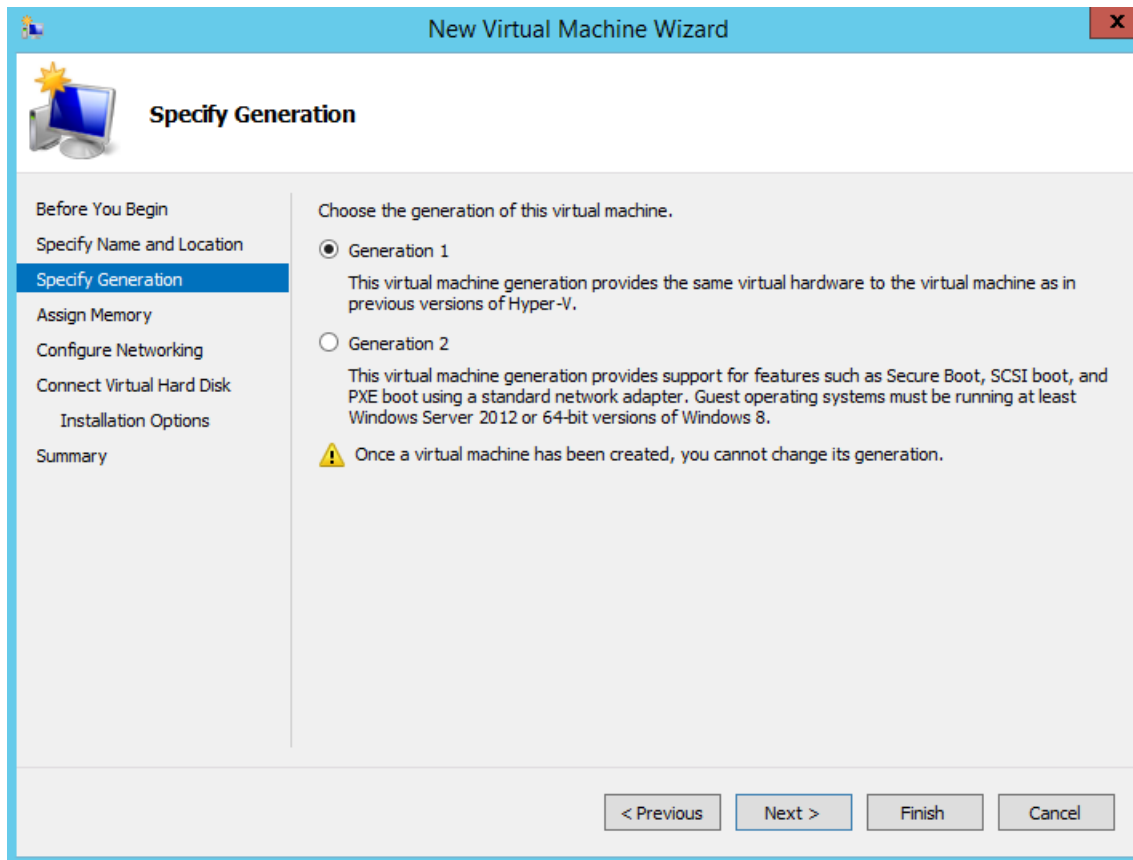 New Virtual Machine Wizard
x
Specify Generation
Before You Begin
Specify Name and Location
Specify Generation
Assign Memory
Configure Networking
Connect Virtual Hard Disk
Installation Options
Summary
Choose the generation of this virtual machine.
Generation 1
This virtual machine generation provides the same virtual hardware to the virtual machine as in
previous versions of Hyper-V.
Generation 2
This virtual machine generation provides support for features such as Secure Boot, SCSI boot, and
PXE boot using a standard network adapter. Guest operating systems must be running at least
Windows Server 2012 or 64-bit versions of Windows 8.
Once a virtual machine has been created, you cannot change its generation.
< Previous
Next >
Finish
Cancel